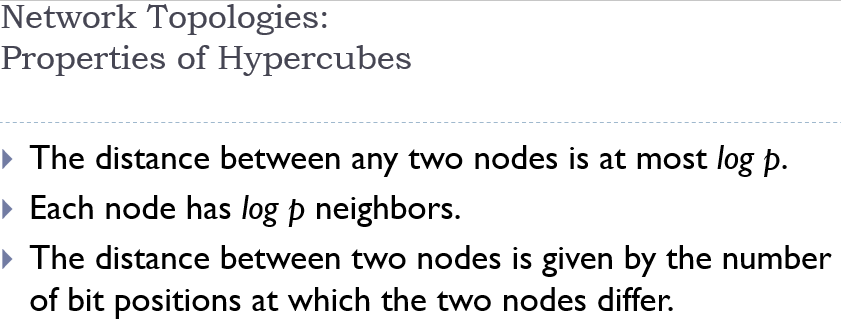 Network Topologies:
Properties of Hypercubes
The distance between any two nodes is at most log p.
Each node has log p neighbors.
The distance between two nodes is given by the number
of bit positions at which the two nodes differ.